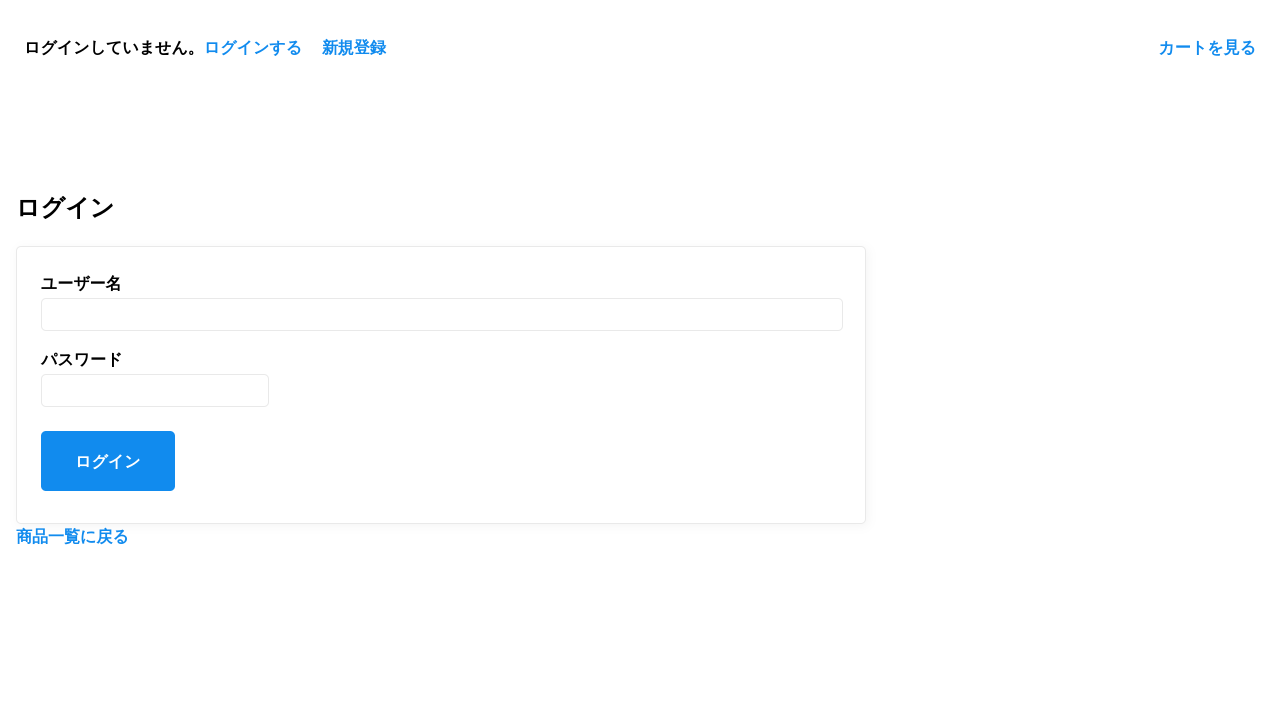 ログインしていません。ログインする 新規登録 カートを見る
ログイン
ユーザー名
パスワード
ログイン
商品一覧に戻る